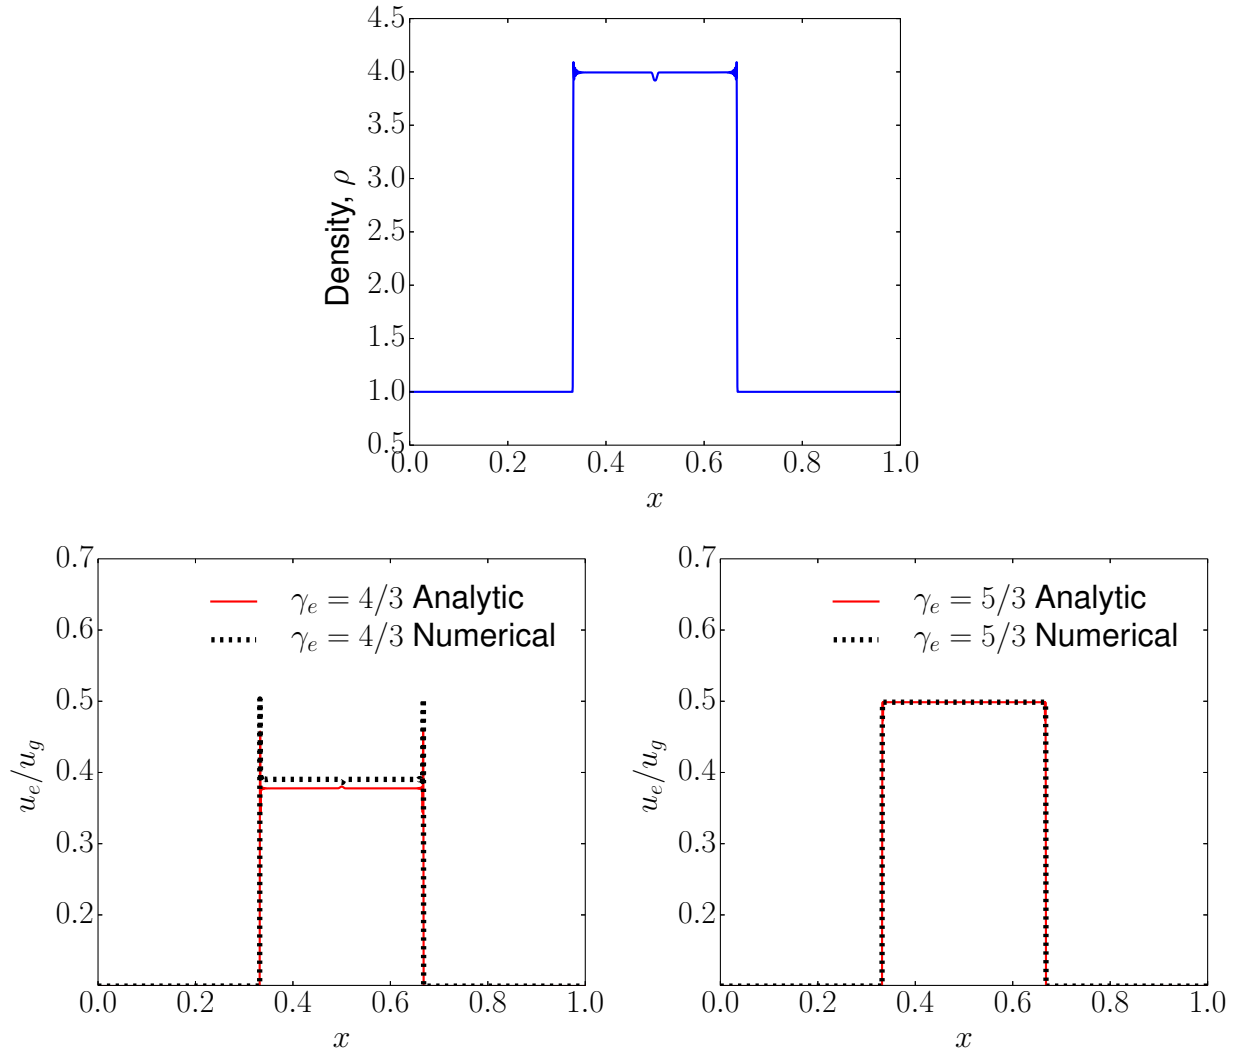 4.5
4.0
3.5
3.0
2.5
2.0
1.5
1.0
0.5
Density, ρ
0.0 0.2 0.4 0.6 0.8 1.0
x
0.7
0.6
0.5
0.4
0.3
0.2
u_e/u_g
γ_e = 4/3 Analytic
γ_e = 4/3 Numerical
0.0 0.2 0.4 0.6 0.8 1.0
x
0.7
0.6
0.5
0.4
0.3
0.2
u_e/u_g
γ_e = 5/3 Analytic
γ_e = 5/3 Numerical
0.0 0.2 0.4 0.6 0.8 1.0
x